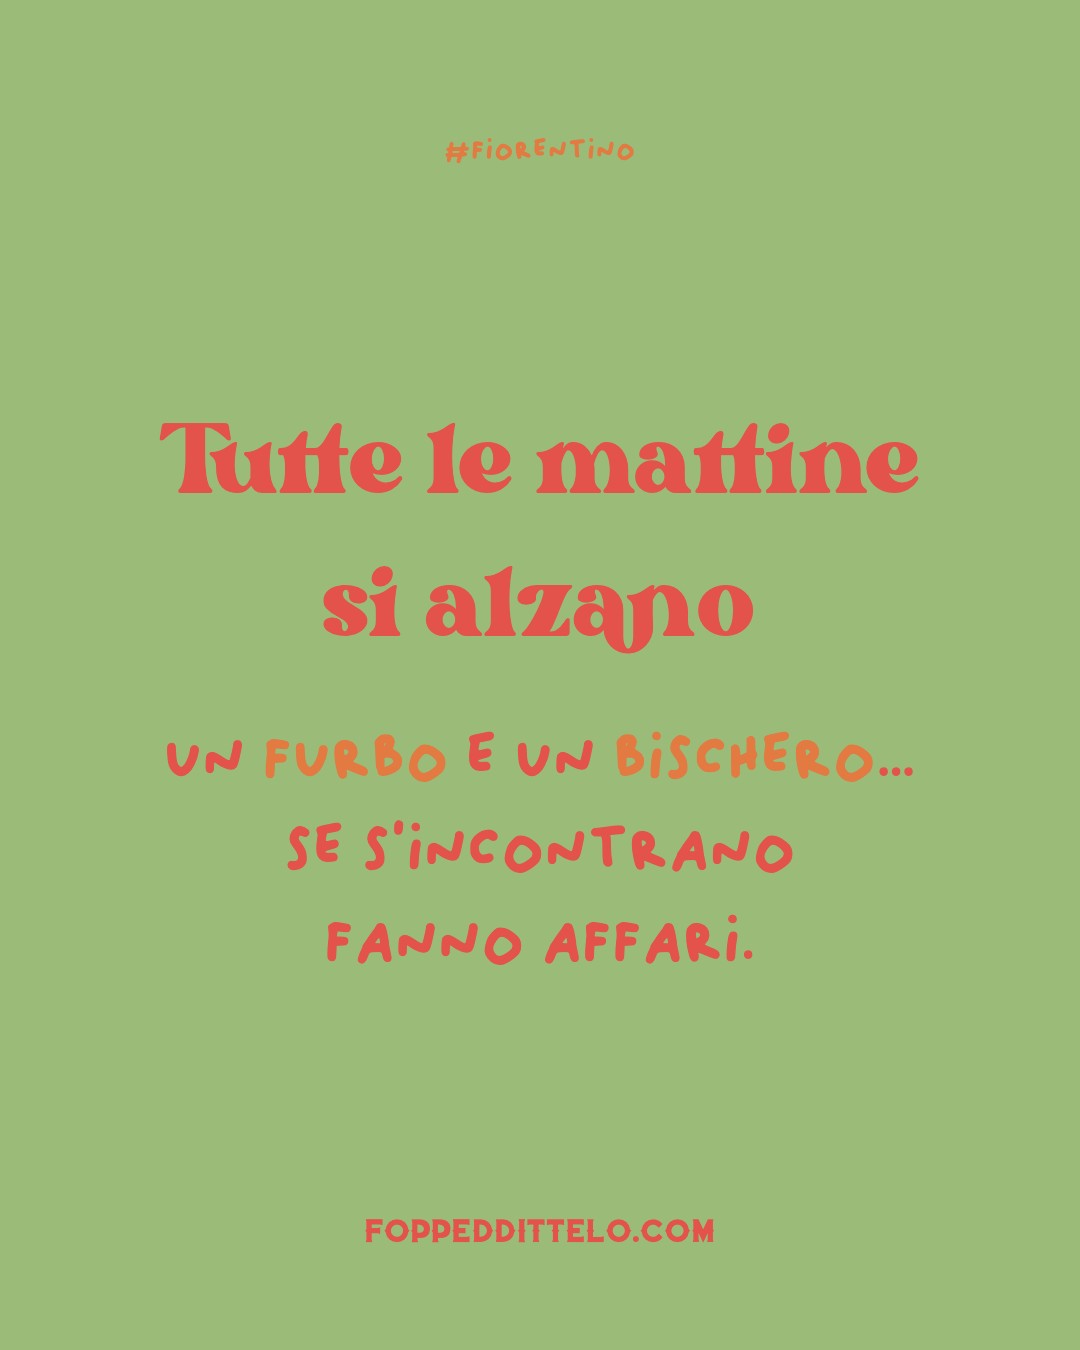 #FiORENTiNO
Tutte le mattine
si alzano
UN FURBO E UN BiSCHERO...
SE S'iNCONTRANO
FANNO AFFARi.
FOPPEDDITTELO.COM